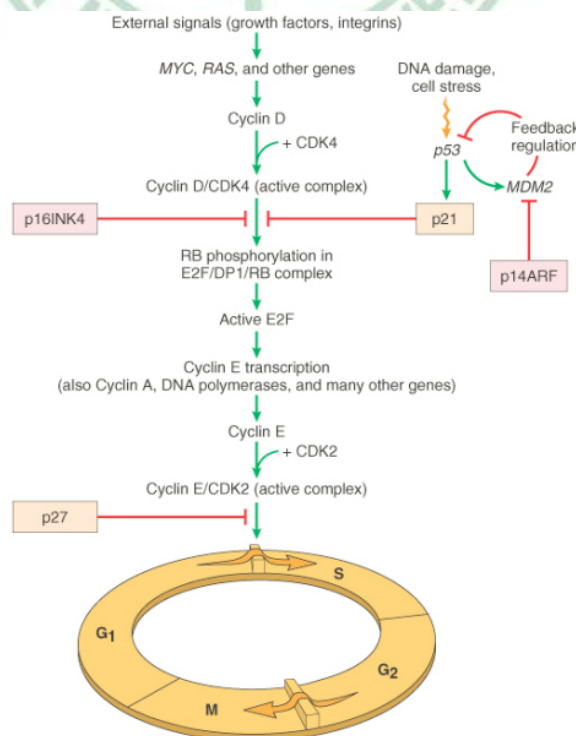 External signals (growth factors, integrins)
MYC, RAS, and other genes
DNA damage,
cell stress
Cyclin D
Feedback
regulation
+ CDK4
p53
Cyclin D/CDK4 (active complex)
MDM2
p16INK4
p21
RB phosphorylation in
E2F/DP1/RB complex
p14ARF
Active E2F
Cyclin E transcription
(also Cyclin A, DNA polymerases, and many other genes)
Cyclin E
+ CDK2
Cyclin E/CDK2 (active complex)
p27
S
G1
G2
M